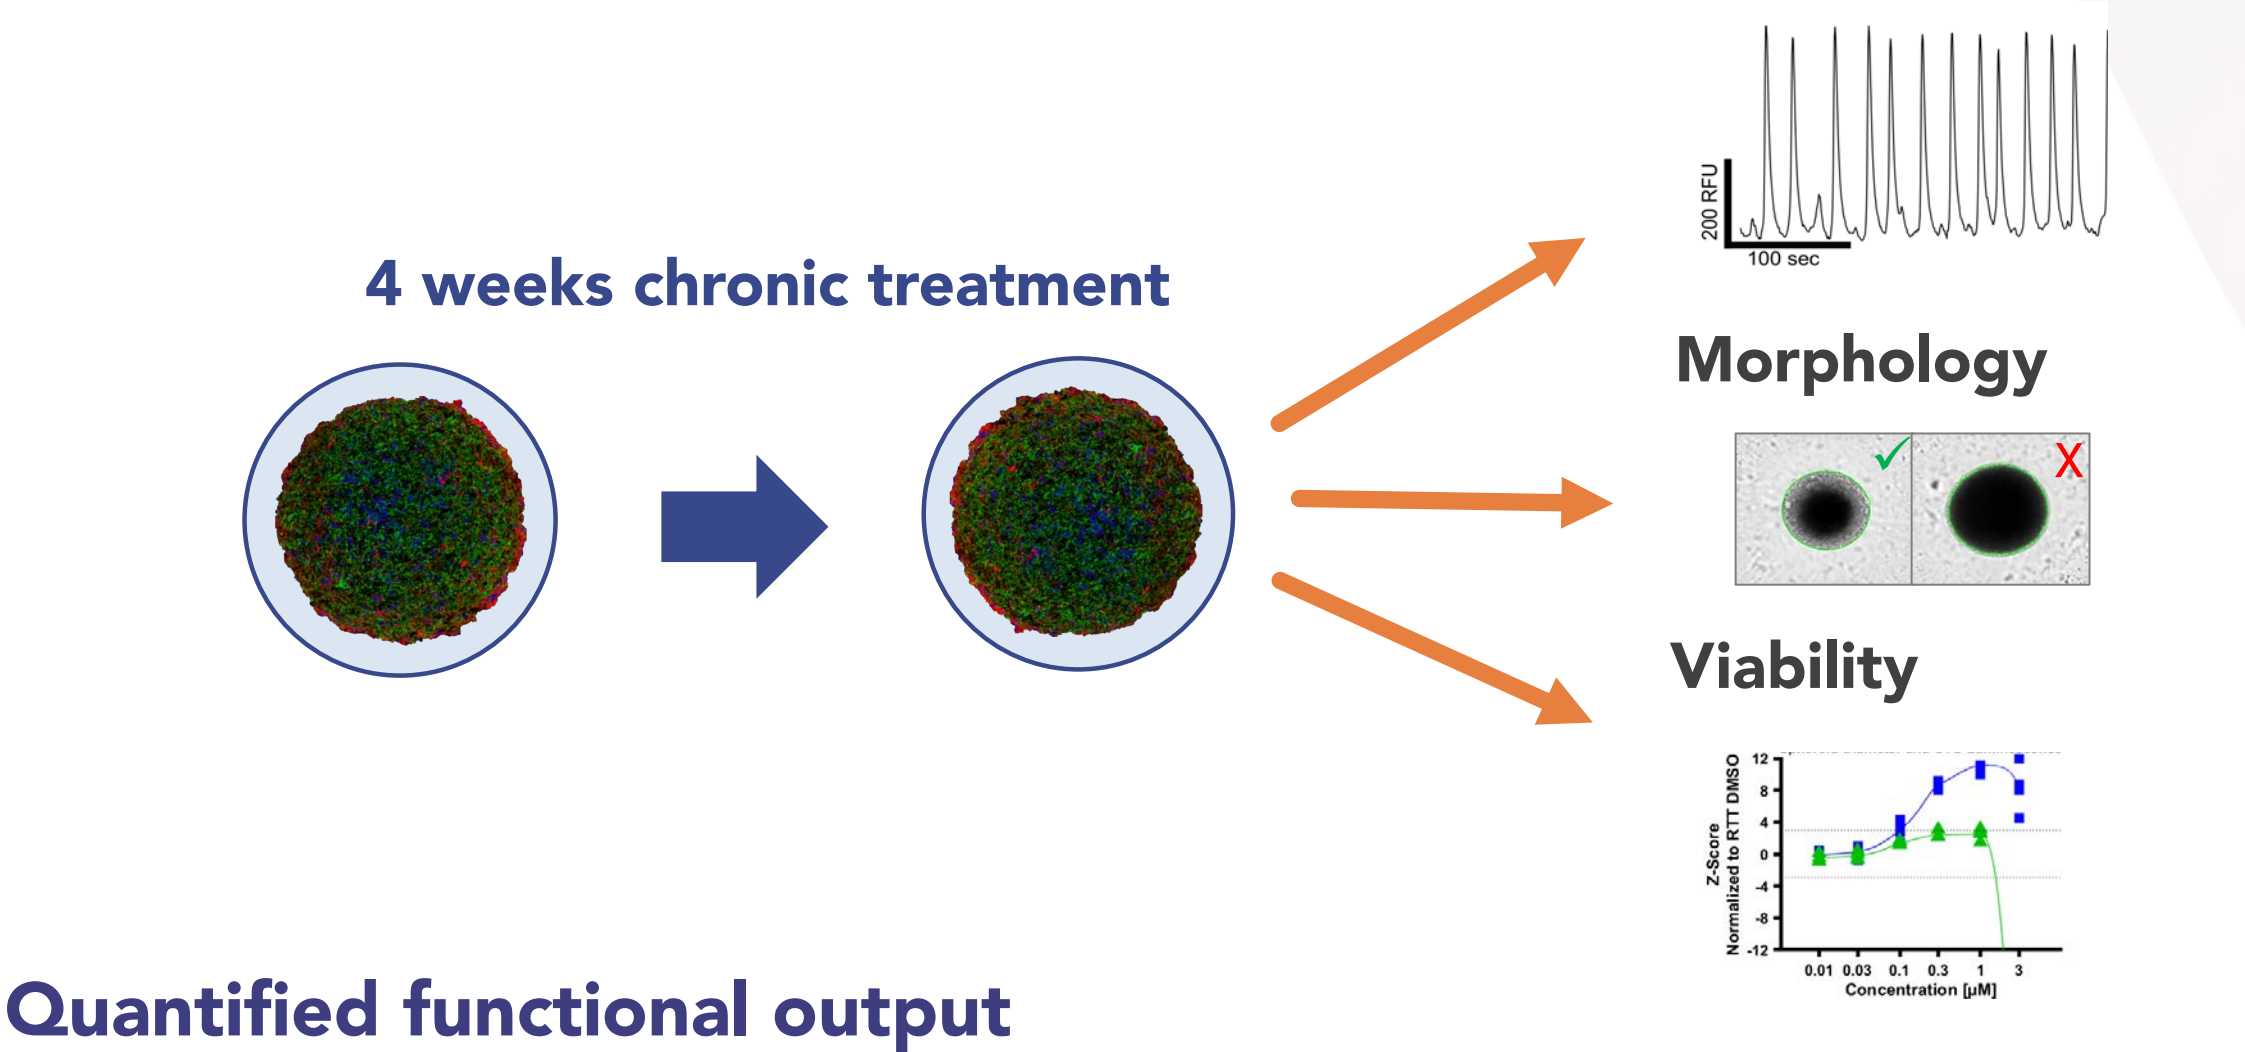 200 RFU
100 sec
4 weeks chronic treatment
Morphology
✓
X
Viability
Z-Score
Normalized to RTT DMSO
12
8
4
0
-4
-8
-12
0.01 0.03 0.1 0.3 1 3
Concentration [µM]
Quantified functional output